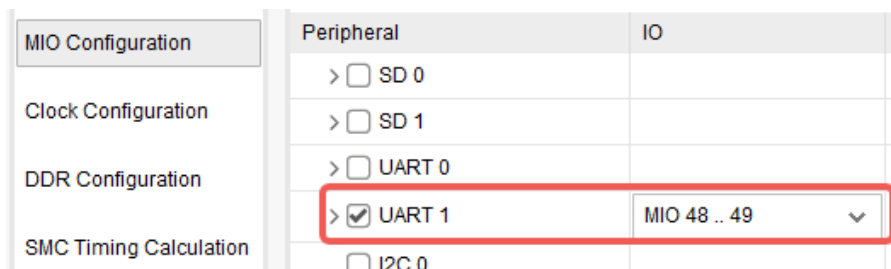 MIO Configuration
Clock Configuration
DDR Configuration
SMC Timing Calculation
Peripheral IO
SD 0
SD 1
UART 0
UART 1 MIO 48 .. 49
I2C 0